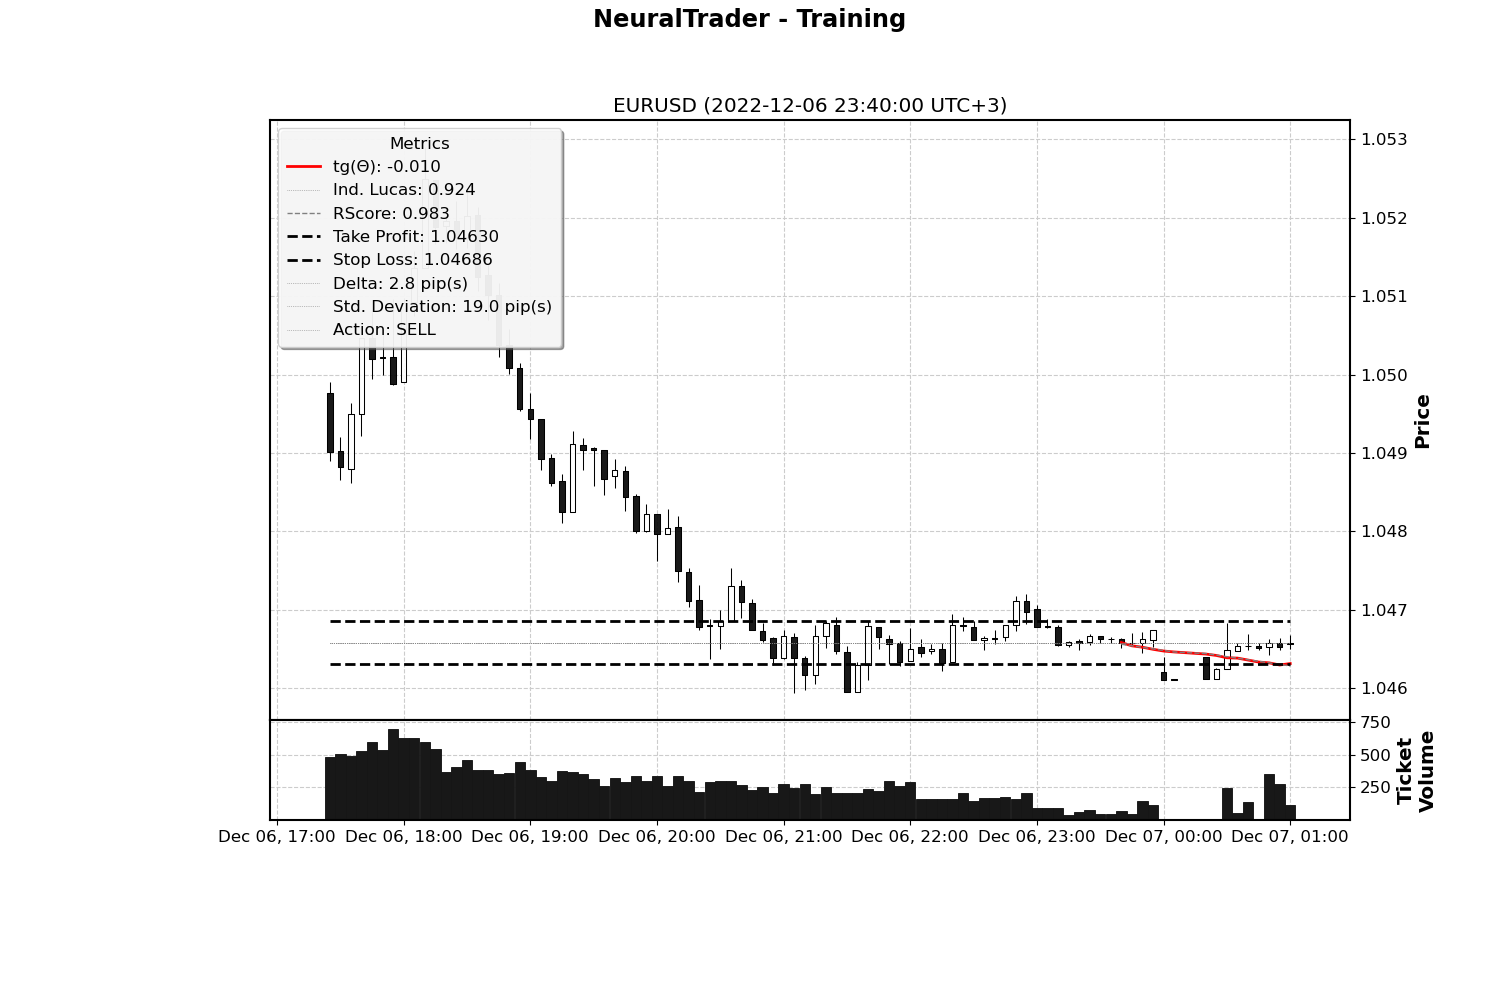 NeuralTrader - Training
EURUSD (2022-12-06 23:40:00 UTC+3)
Metrics
tg(Θ): -0.010
Ind. Lucas: 0.924
RScore: 0.983
Take Profit: 1.04630
Stop Loss: 1.04686
Delta: 2.8 pip(s)
Std. Deviation: 19.0 pip(s)
Action: SELL
1.053
1.052
1.051
1.050
1.049
1.048
1.047
1.046
Price
750
500
250
Ticket
Volume
Dec 06, 17:00 Dec 06, 18:00 Dec 06, 19:00 Dec 06, 20:00 Dec 06, 21:00 Dec 06, 22:00 Dec 06, 23:00 Dec 07, 00:00 Dec 07, 01:00